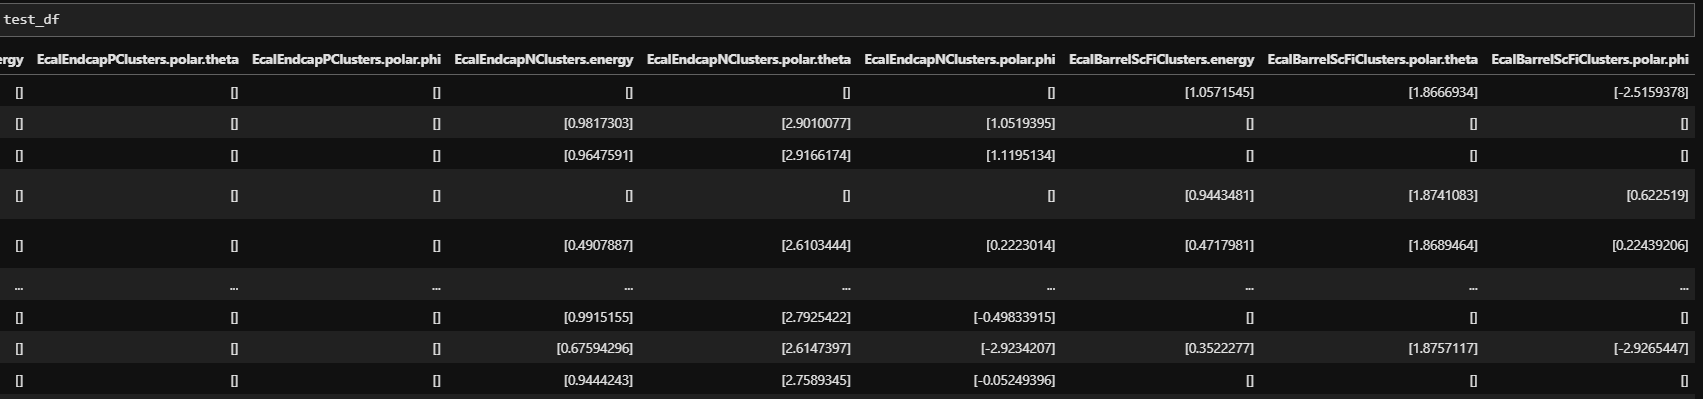 test_df
ergy EcalEndcapPClusters.polar.theta EcalEndcapPClusters.polar.phi EcalEndcapNClusters.energy EcalEndcapNClusters.polar.theta EcalEndcapNClusters.polar.phi EcalBarrelScFiClusters.energy EcalBarrelScFiClusters.polar.theta EcalBarrelScFiClusters.polar.phi
[] [] [] [] [] [] [1.0571545] [1.8666934] [-2.5159378]
[] [] [] [0.9817303] [2.9010077] [1.0519395] [] [] []
[] [] [] [0.9647591] [2.9166174] [1.1195134] [] [] []
[] [] [] [] [] [] [0.9443481] [1.8741083] [0.622519]
[] [] [] [0.4907887] [2.6103444] [0.2223014] [0.4717981] [1.8689464] [0.22439206]
... ... ... ... ... ... ... ... ...
[] [] [] [0.9915155] [2.7925422] [-0.49833915] [] [] []
[] [] [] [0.67594296] [2.6147397] [-2.9234207] [0.3522277] [1.8757117] [-2.9265447]
[] [] [] [0.9444243] [2.7589345] [-0.05249396] [] [] []